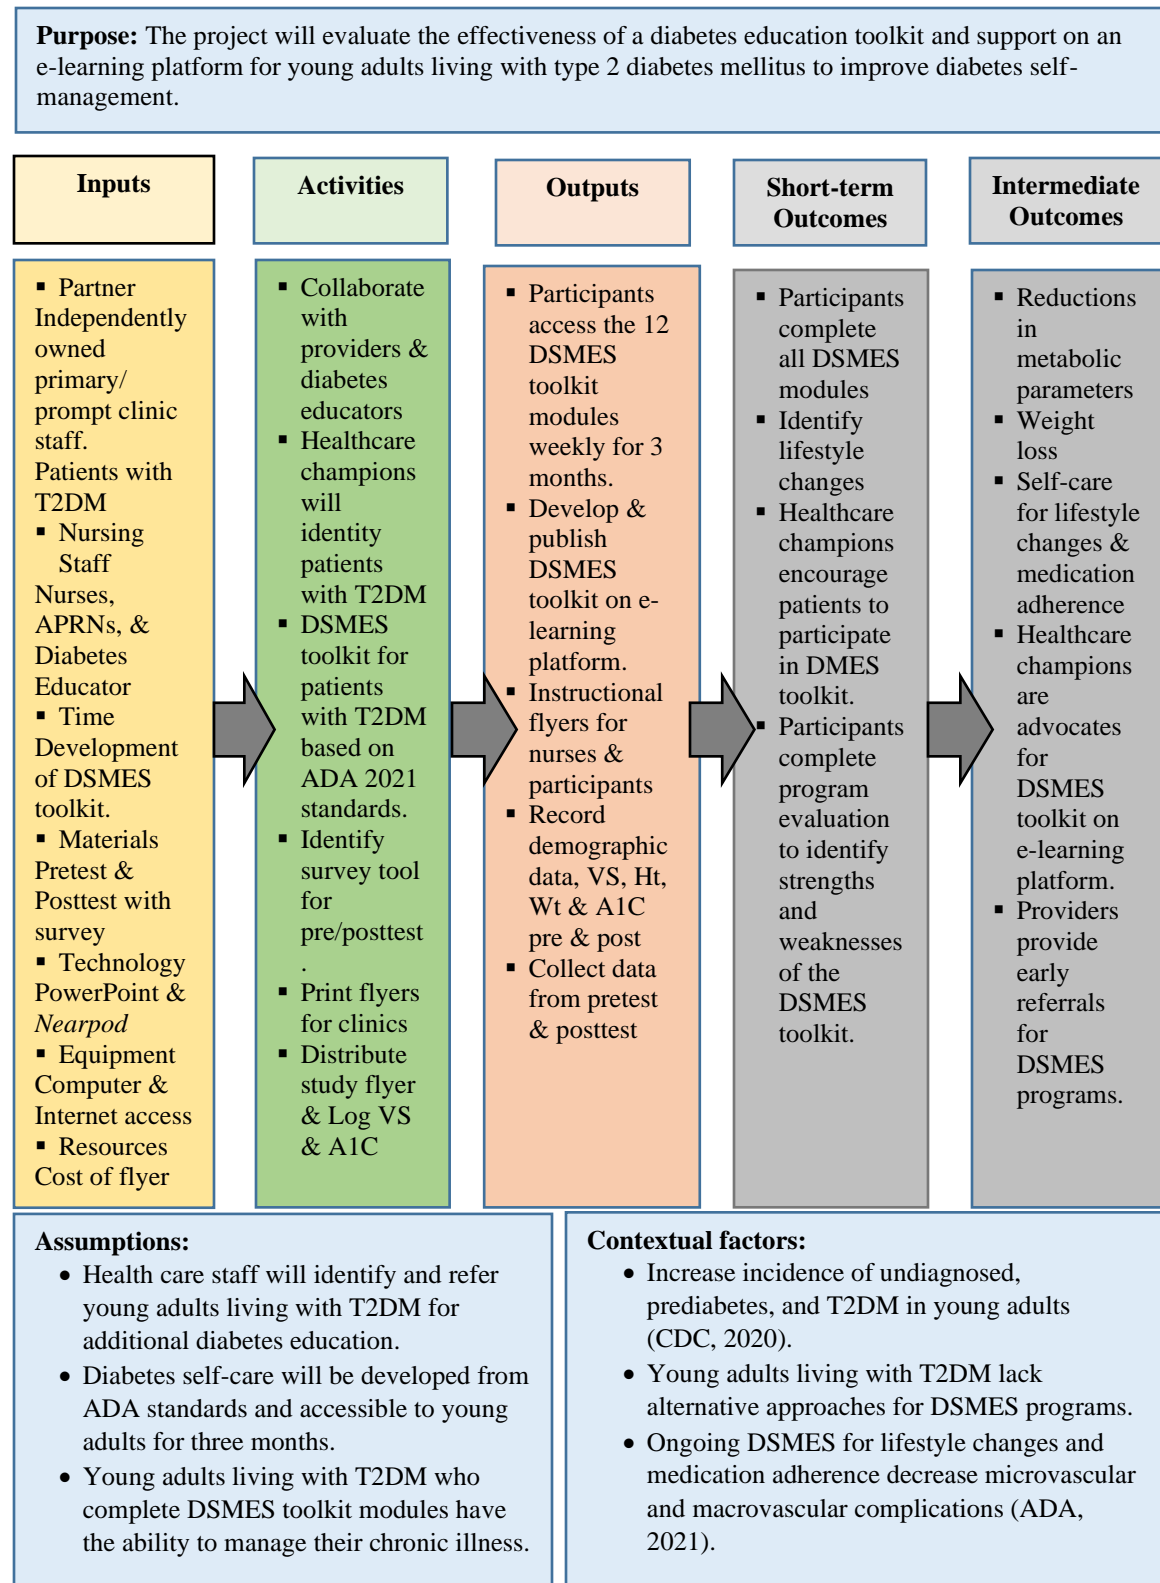 Purpose: The project will evaluate the effectiveness of a diabetes education toolkit and support on an
e-learning platform for young adults living with type 2 diabetes mellitus to improve diabetes self-
management.
Inputs
Activities
Outputs
Short-term
Outcomes
Intermediate
Outcomes
▪ Partner
Independently
owned
primary/
prompt clinic
staff.
Patients with
T2DM
▪ Nursing
Staff
Nurses,
APRNs, &
Diabetes
Educator
▪ Time
Development
of DSMES
toolkit.
▪ Materials
Pretest &
Posttest with
survey
▪ Technology
PowerPoint &
Nearpod
▪ Equipment
Computer &
Internet access
▪ Resources
Cost of flyer
▪ Collaborate
with
providers &
diabetes
educators
▪ Healthcare
champions
will
identity
patients
with T2DM
▪ DSMES
toolkit for
patients
with T2DM
based on
ADA 2021
standards.
▪ Identify
survey tool
for
pre/posttest
.
▪ Print flyers
for clinics
▪ Distribute
study flyer
& Log VS
& A1C
▪ Participants
access the 12
DSMES
toolkit
modules
weekly for 3
months.
▪ Develop &
publish
DSMES
toolkit on e-
learning
platform.
▪ Instructional
flyers for
nurses &
participants
▪ Record
demographic
data, VS, Ht,
Wt & A1C
pre & post
▪ Collect data
from pretest
& posttest
▪ Participants
complete
all DSMES
modules
▪ Identify
lifestyle
changes
▪ Healthcare
champions
encourage
patients to
participate
in DMES
toolkit.
▪ Participants
complete
program
evaluation
to identify
strengths
and
weaknesses
of the
DSMES
toolkit.
▪ Reductions
in
metabolic
parameters
▪ Weight
loss
▪ Self-care
for lifestyle
changes &
medication
adherence
▪ Healthcare
champions
are
advocates
for
DSMES
toolkit on
e-learning
platform.
▪ Providers
provide
early
referrals
for
DSMES
programs.
Assumptions:
• Health care staff will identify and refer
young adults living with T2DM for
additional diabetes education.
• Diabetes self-care will be developed from
ADA standards and accessible to young
adults for three months.
• Young adults living with T2DM who
complete DSMES toolkit modules have
the ability to manage their chronic illness.
Contextual factors:
• Increase incidence of undiagnosed,
prediabetes, and T2DM in young adults
(CDC, 2020).
• Young adults living with T2DM lack
alternative approaches for DSMES programs.
• Ongoing DSMES for lifestyle changes and
medication adherence decrease microvascular
and macrovascular complications (ADA,
2021).